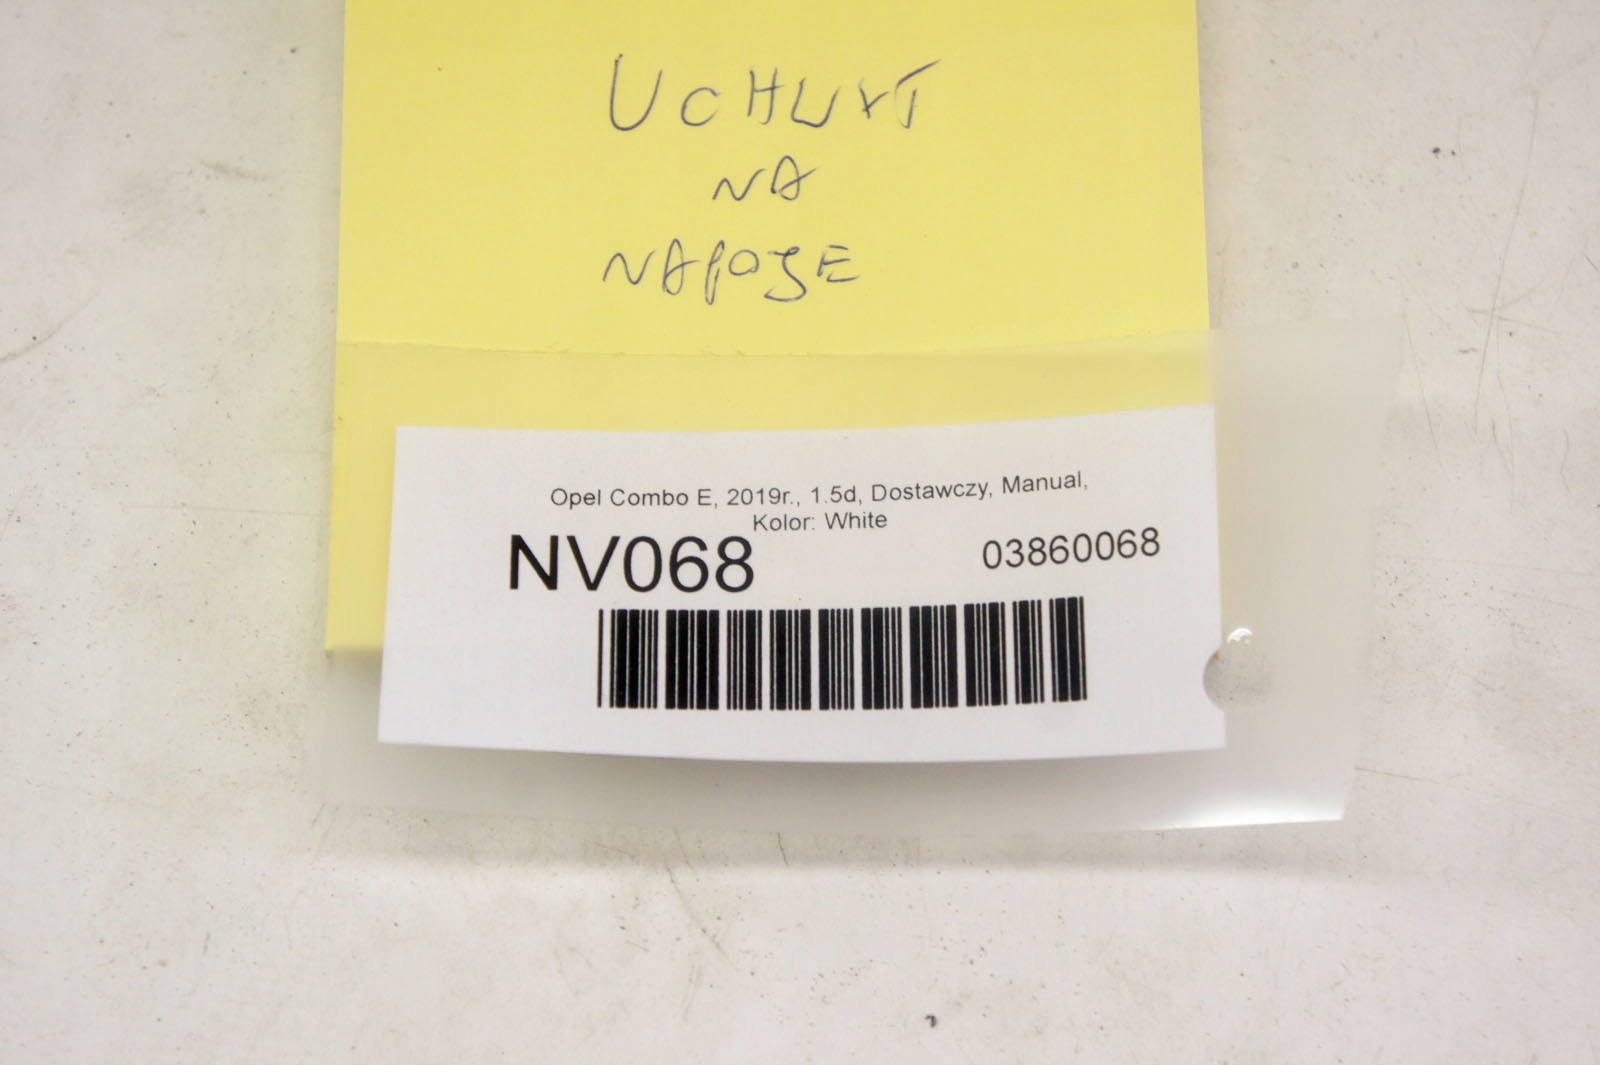 UCHWYT
NA
NAPOJE
Opel Combo E, 2019r., 1.5d, Dostawczy, Manual,
Kolor: White
NV068
03860068